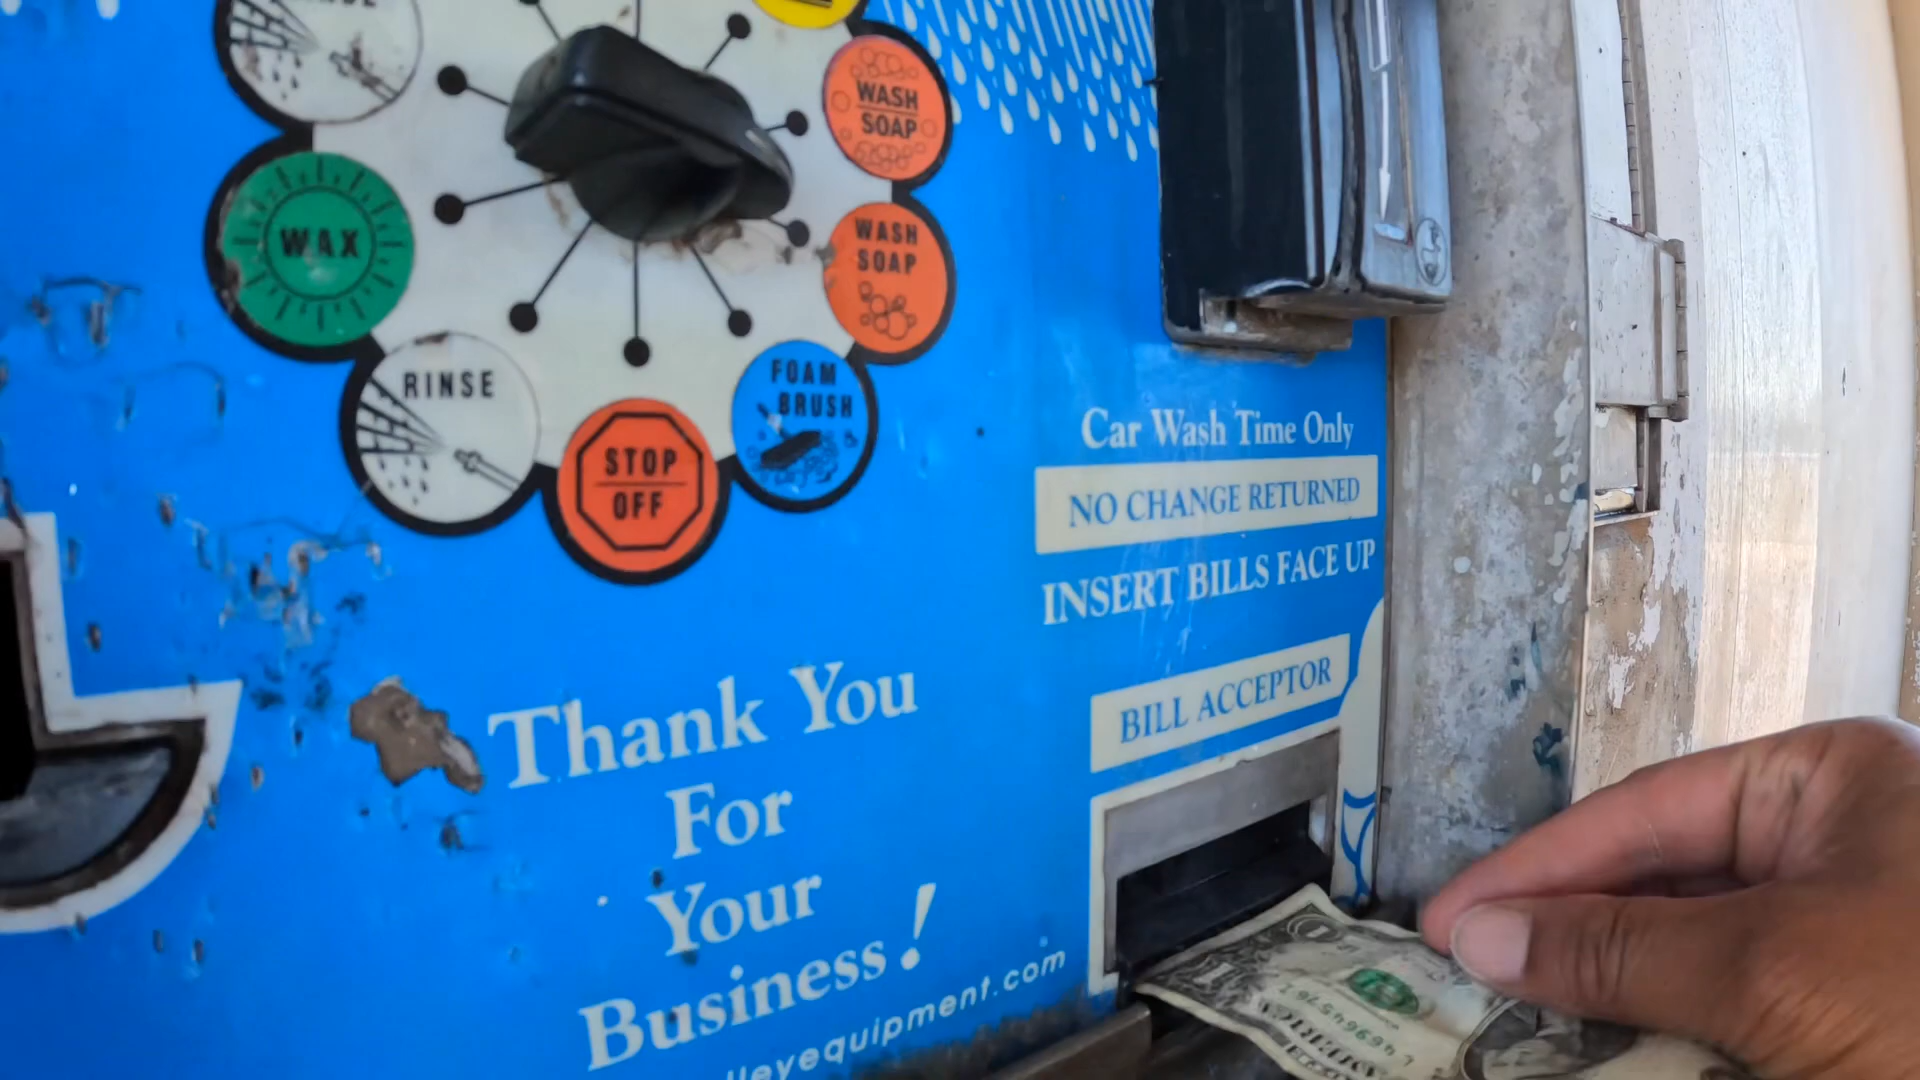 WASH
SOAP
WASH
SOAP
WAX
RINSE
FOAM
BRUSH
STOP
OFF
Car Wash Time Only
NO CHANGE RETURNED
INSERT BILLS FACE UP
BILL ACCEPTOR
Thank You
For
Your
Business!
lleyequipment.com